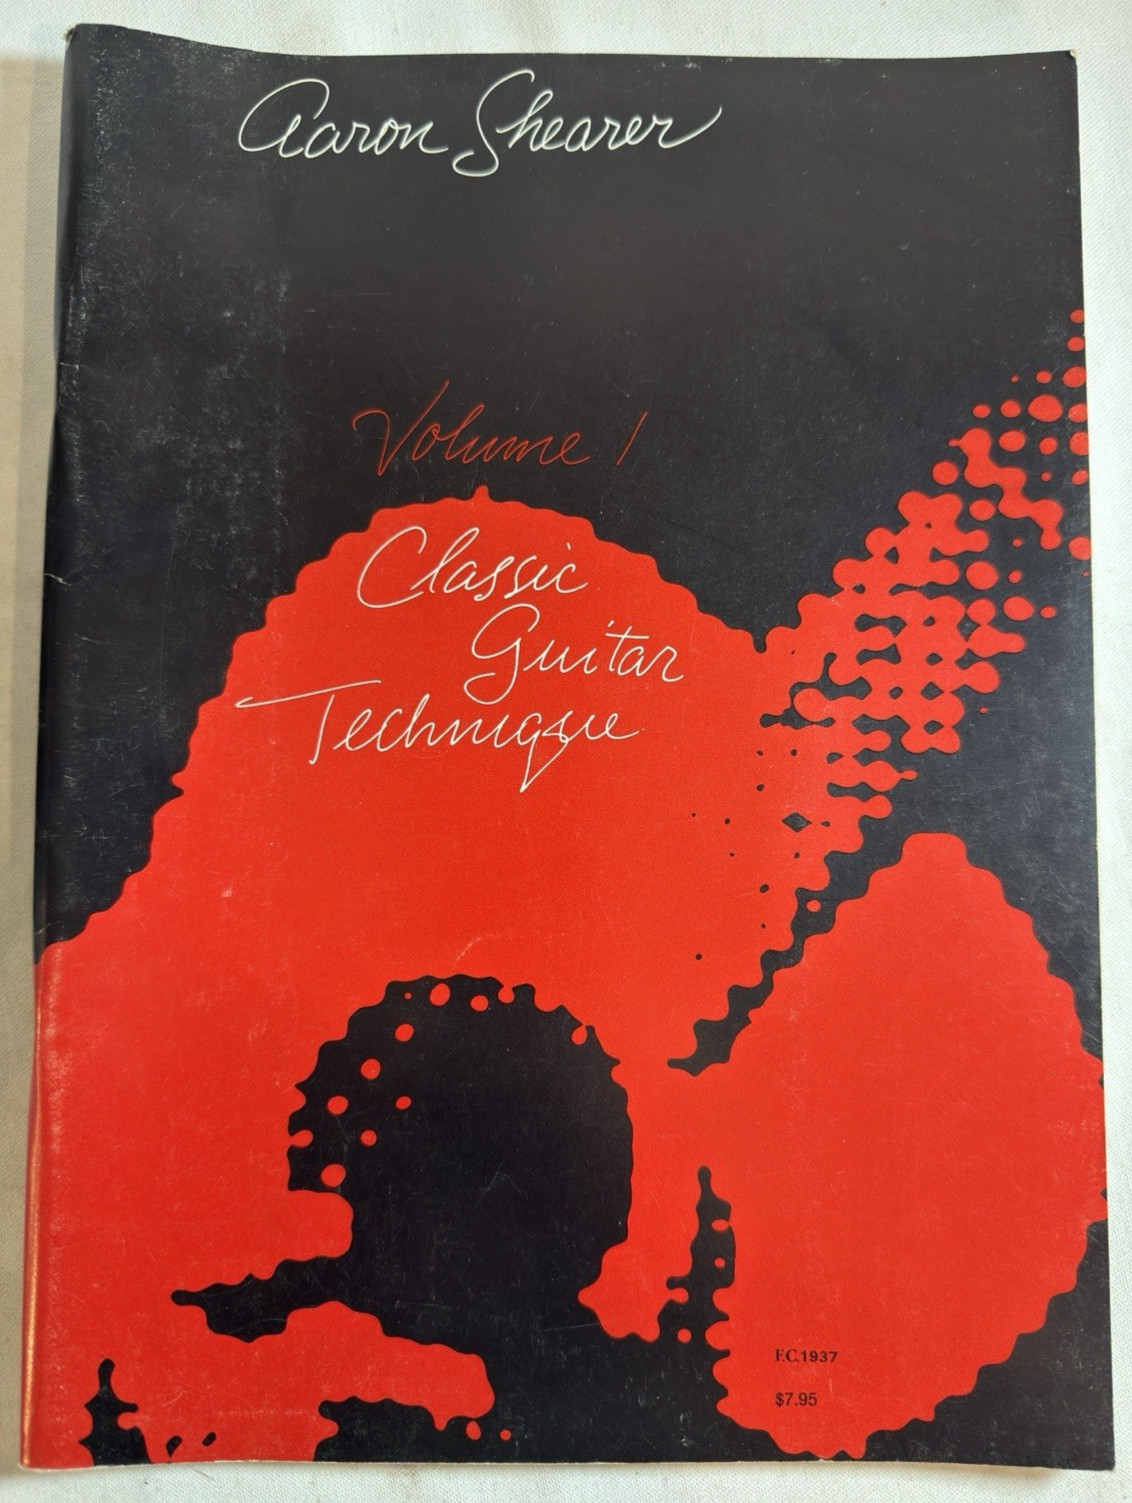 Aaron Shearer
Volume 1
Classic
Guitar
Technique
F.C.1937
$7.95